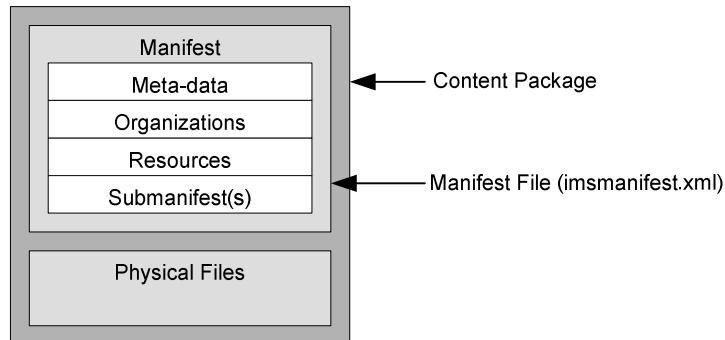 Manifest
Meta-data
Organizations
Resources
Submanifest(s)
Physical Files
Content Package
Manifest File (imsmanifest.xml)